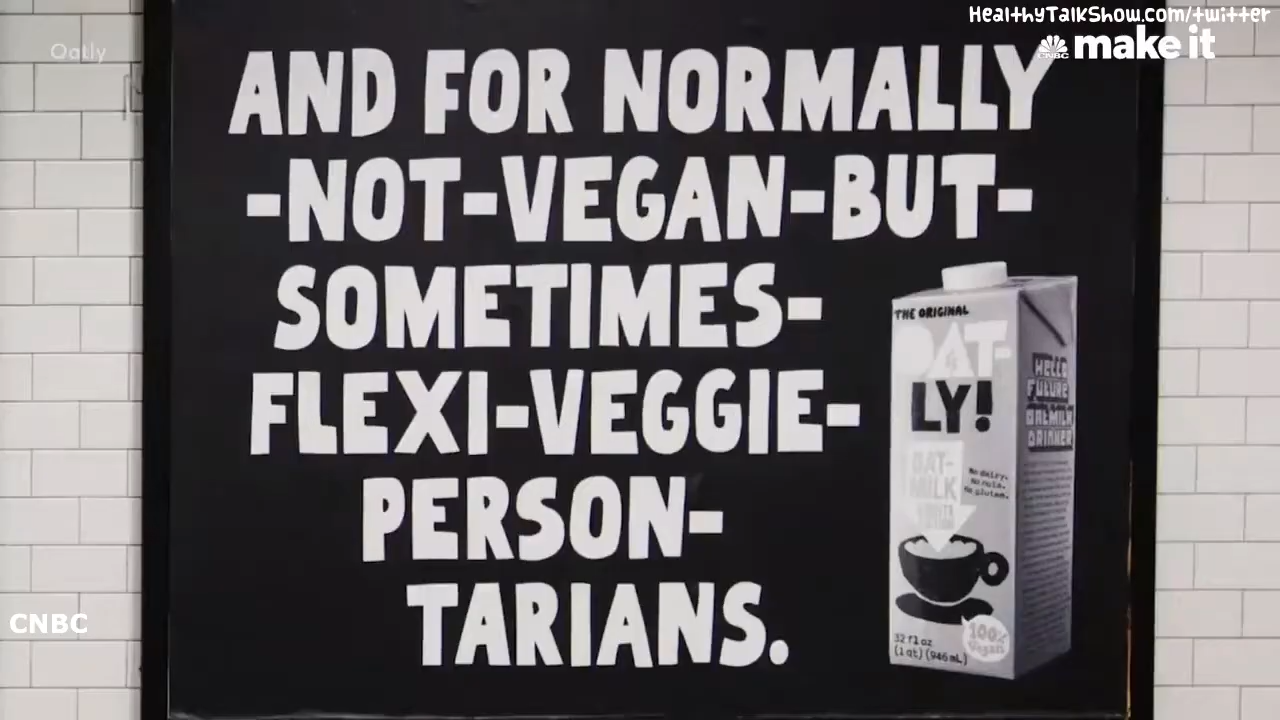 HealthyTalkShow.com/twitter
Oatly
CNBC make it
AND FOR NORMALLY
-NOT-VEGAN-BUT-
SOMETIMES-
FLEXI-VEGGIE-
PERSON-
TARIANS.
THE ORIGINAL
OAT-
LY!
HELLO
FUTURE
OATMILK
DRINKER
OAT-
MILK
No dairy.
No nuts.
No gluten.
100%
Vegan
32 fl oz
(1 qt) (946 mL)
CNBC